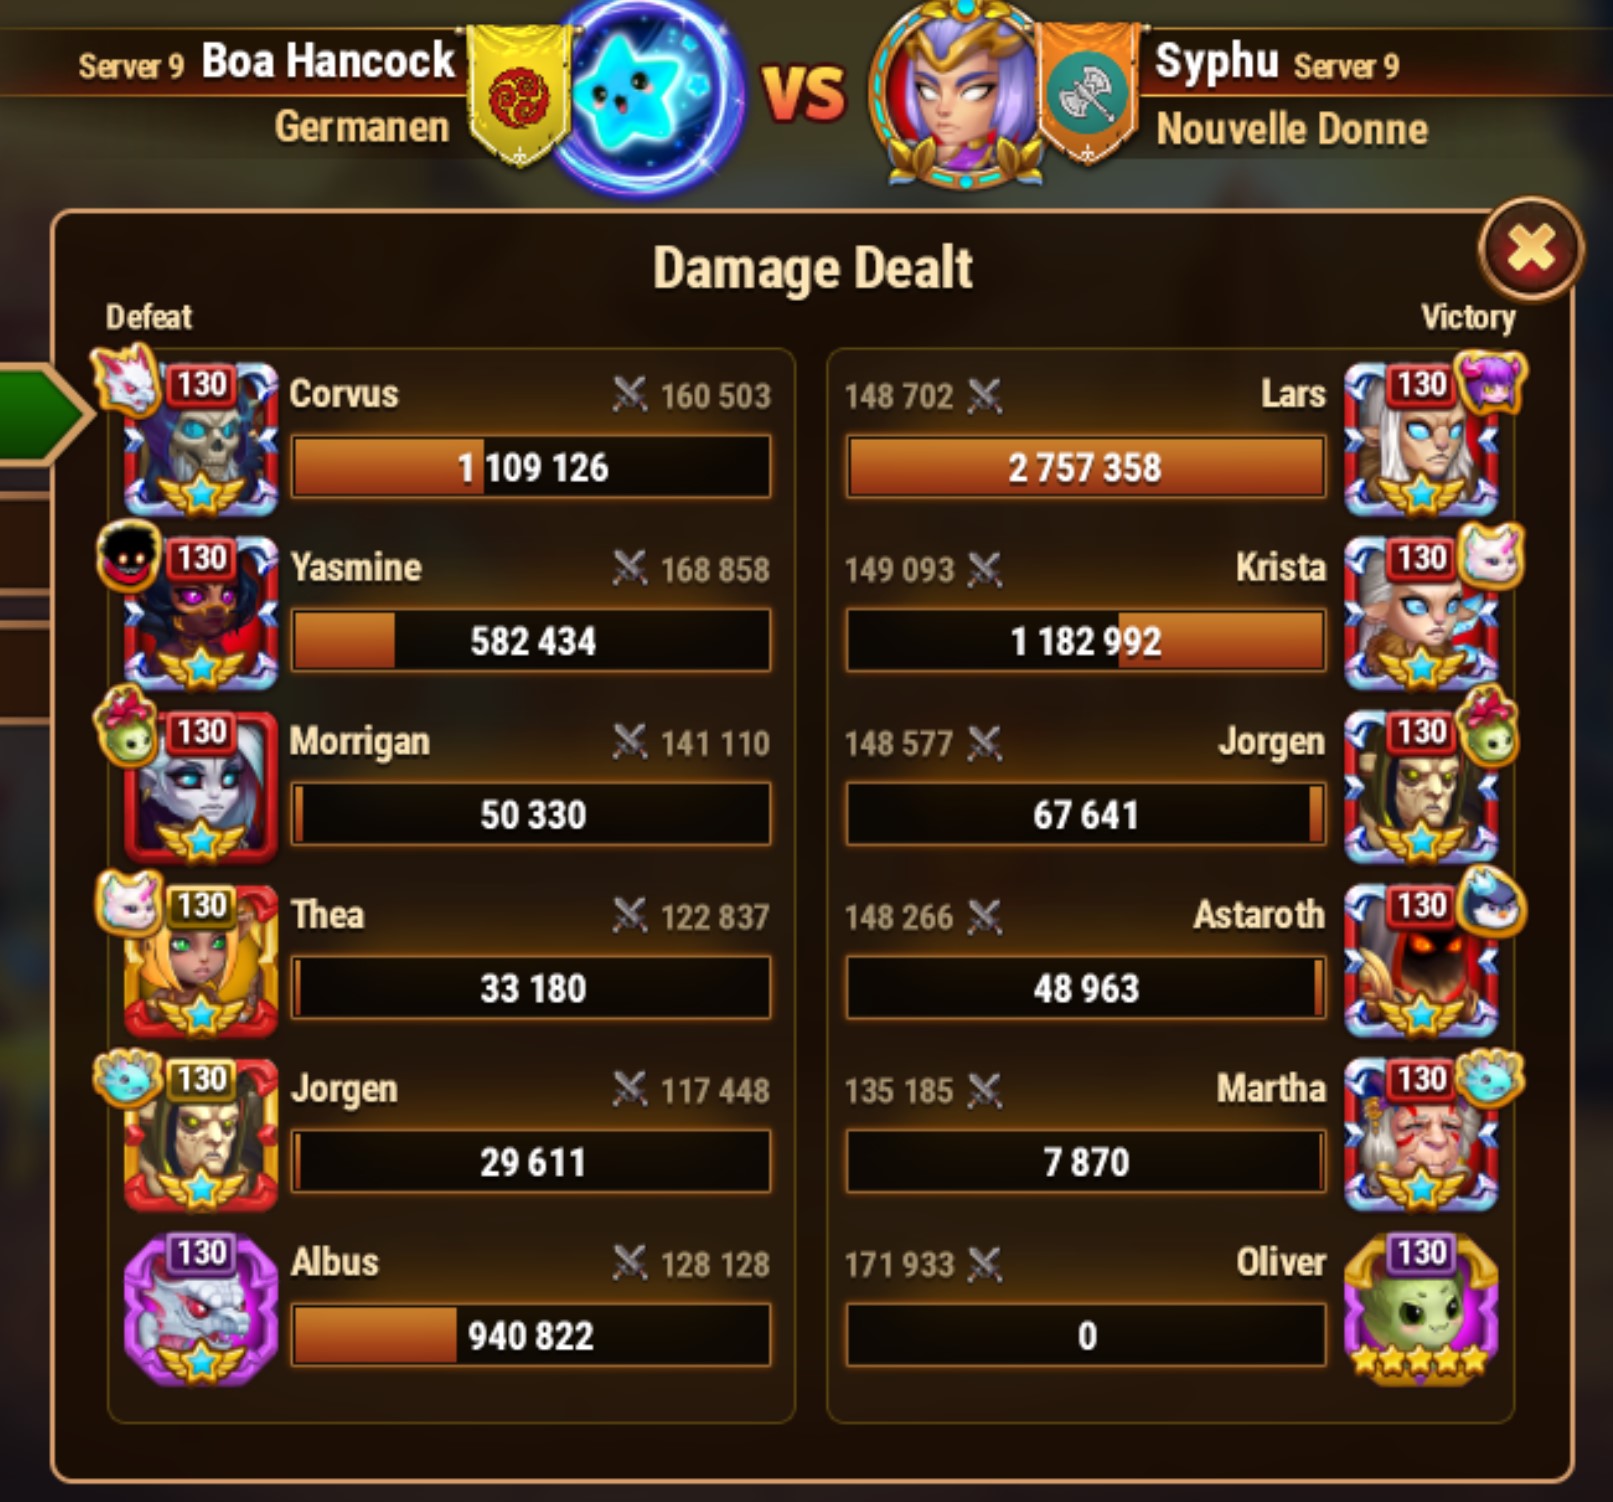 Server 9 Boa Hancock
Germanen
VS
Syphu Server 9
Nouvelle Donne
Damage Dealt
Defeat
Victory
130 Corvus 160 503
1 109 126
130 Yasmine 168 858
582 434
130 Morrigan 141 110
50 330
130 Thea 122 837
33 180
130 Jorgen 117 448
29 611
130 Albus 128 128
940 822
148 702 Lars 130
2 757 358
149 093 Krista 130
1 182 992
148 577 Jorgen 130
67 641
148 266 Astaroth 130
48 963
135 185 Martha 130
7 870
171 933 Oliver 130
0